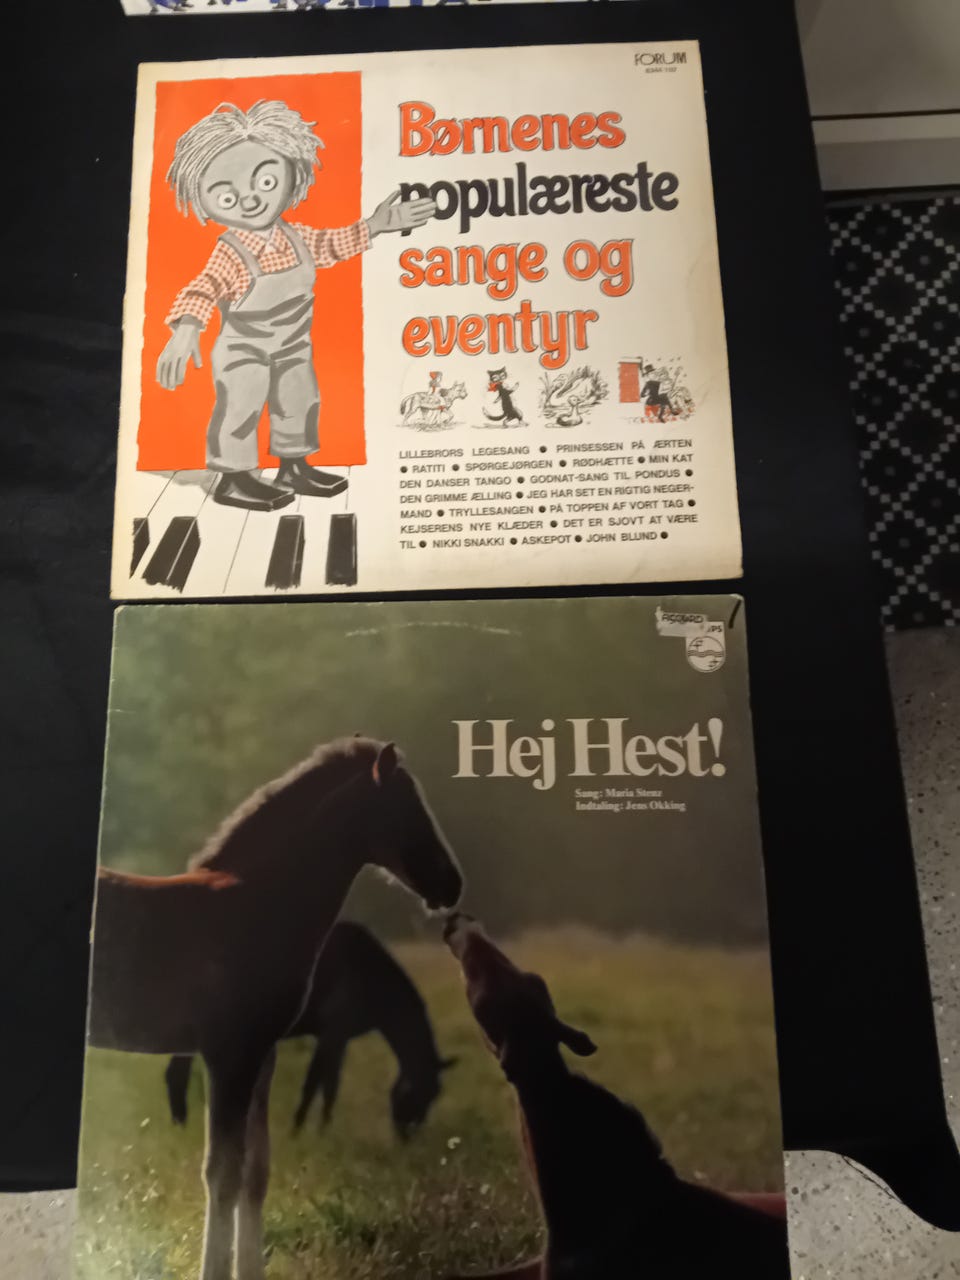 FORUM
Børnenes
populæreste
sange og
eventyr
LILLEBRORS LEGESANG ● PRINSESSEN PÅ ÆRTEN
● RATITI ● SPØRGEJØRGEN ● RØDHÆTTE ● MIN KAT
DEN DANSER TANGO ● GODNAT-SANG TIL PONDUS ●
DEN GRIMME ÆLLING ● JEG HAR SET EN RIGTIG NEGER-
MAND ● TRYLLESANGEN ● PÅ TOPPEN AF VORT TAG ●
KEJSERENS NYE KLÆDER ● DET ER SJOVT AT VÆRE
TIL ● NIKKI SNAKKI ● ASKEPOT ● JOHN BLUND ●
Hej Hest!
Sang: Maria Stenz
Indtaling: Jens Okking